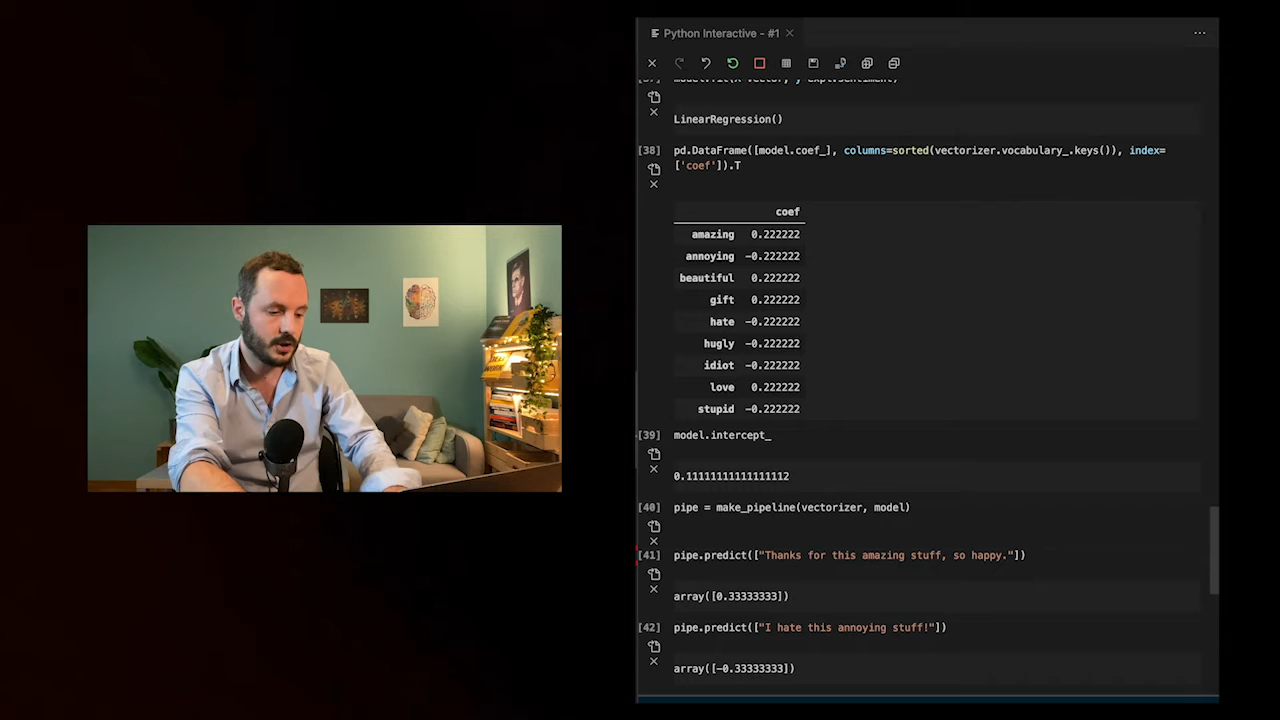 Python Interactive - #1
LinearRegression()
[38]
pd.DataFrame([model.coef_], columns=sorted(vectorizer.vocabulary_.keys()), index=
['coef']).T
coef
amazing 0.222222
annoying -0.222222
beautiful 0.222222
gift 0.222222
hate -0.222222
hugly -0.222222
idiot -0.222222
love 0.222222
stupid -0.222222
[39]
model.intercept_
0.11111111111111112
[40]
pipe = make_pipeline(vectorizer, model)
[41]
pipe.predict(["Thanks for this amazing stuff, so happy."])
array([0.33333333])
[42]
pipe.predict(["I hate this annoying stuff!"])
array([-0.33333333])